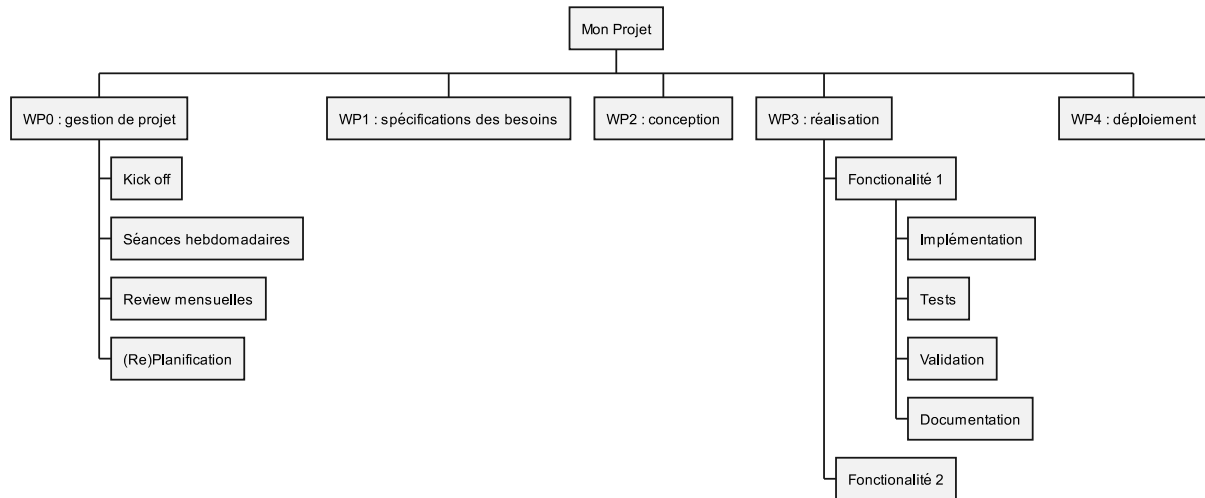 Mon Projet
WP0 : gestion de projet
WP1 : spécifications des besoins
WP2 : conception
WP3 : réalisation
WP4 : déploiement
Kick off
Séances hebdomadaires
Review mensuelles
(Re)Planification
Fonctionalité 1
Implémentation
Tests
Validation
Documentation
Fonctionalité 2